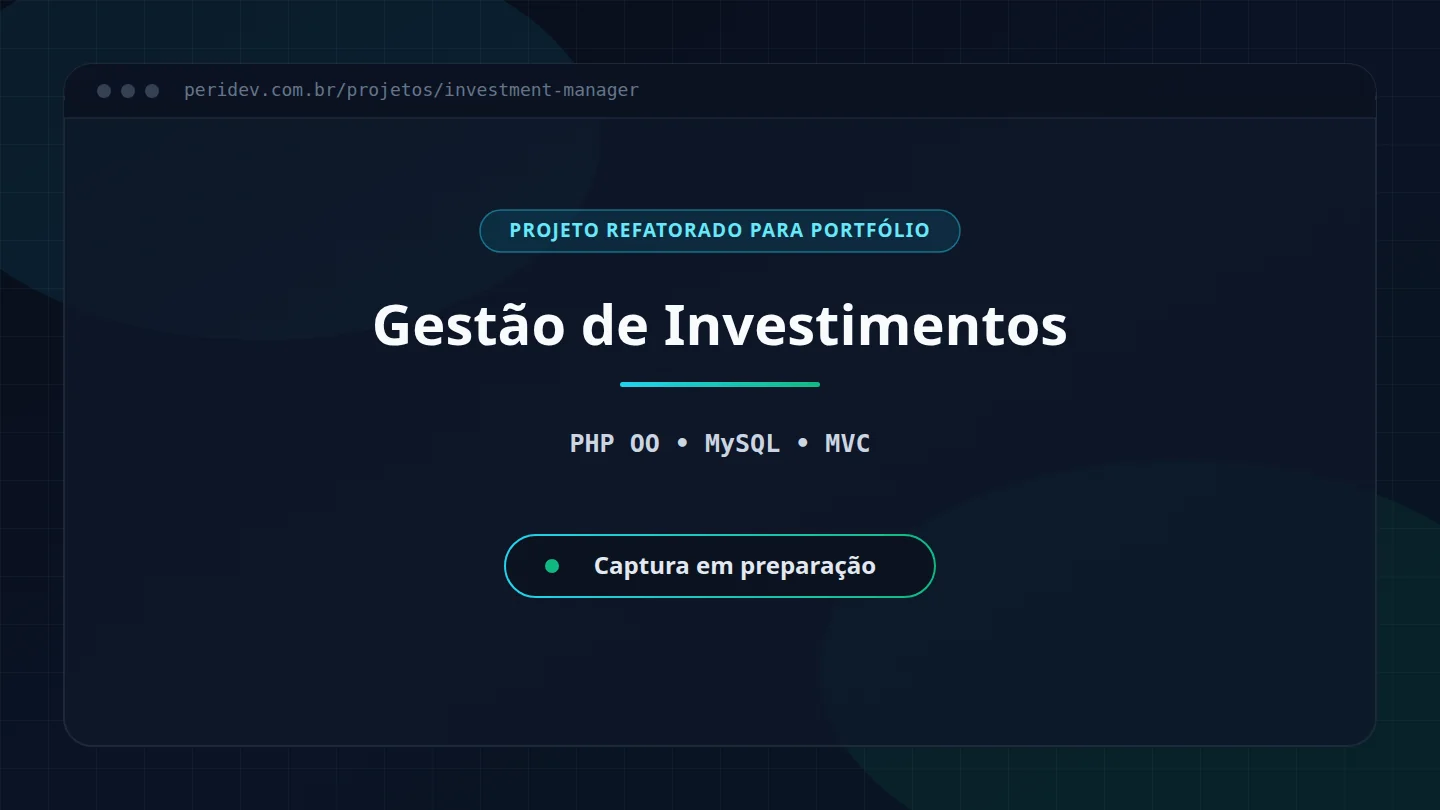 peridev.com.br/projetos/investment-manager
PROJETO REFATORADO PARA PORTFÓLIO
Gestão de Investimentos
PHP OO • MySQL • MVC
Captura em preparação